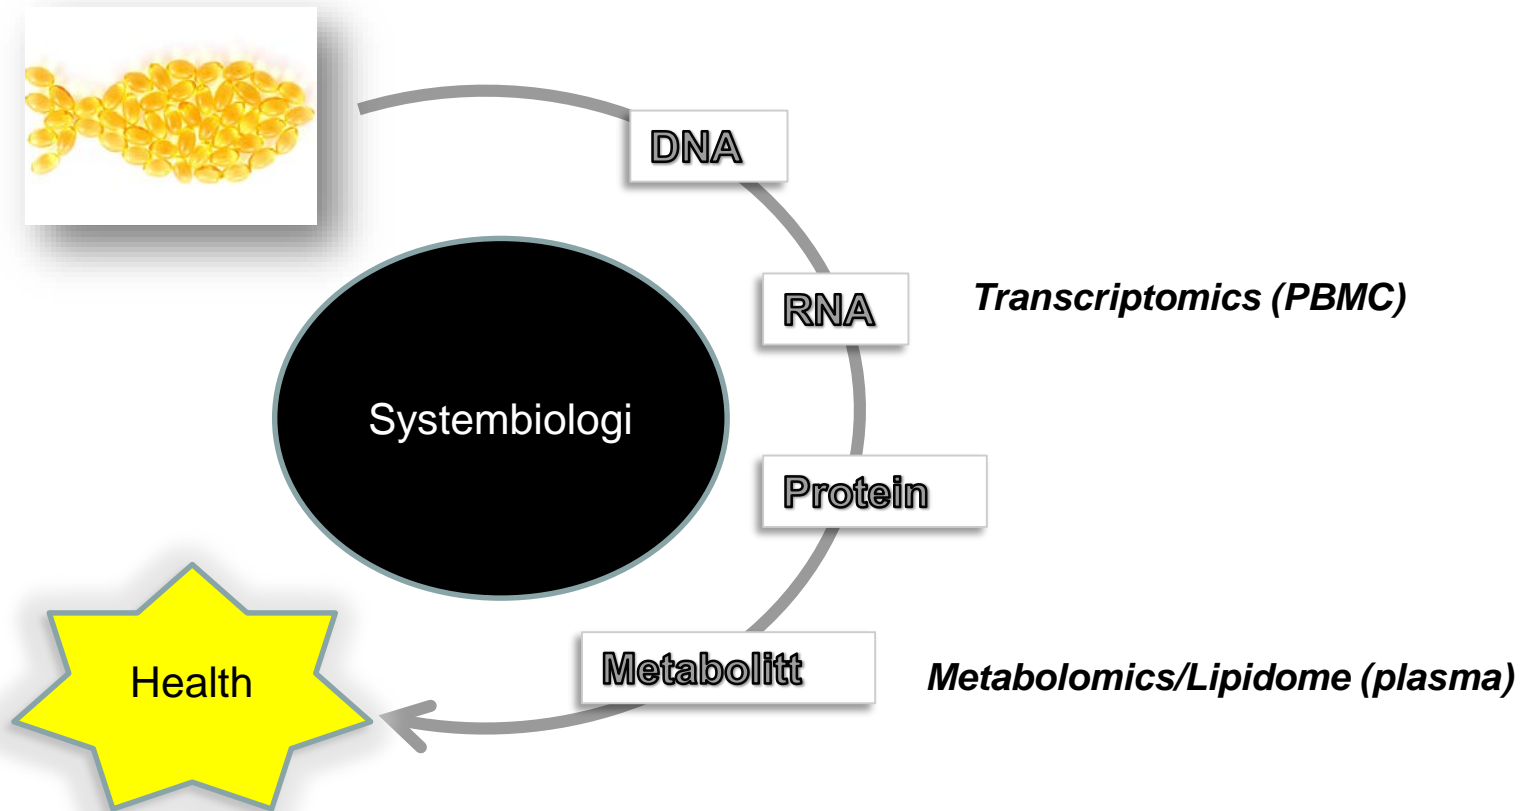 DNA
RNA
Transcriptomics (PBMC)
Systembiologi
Protein
Metabolitt
Metabolomics/Lipidome (plasma)
Health